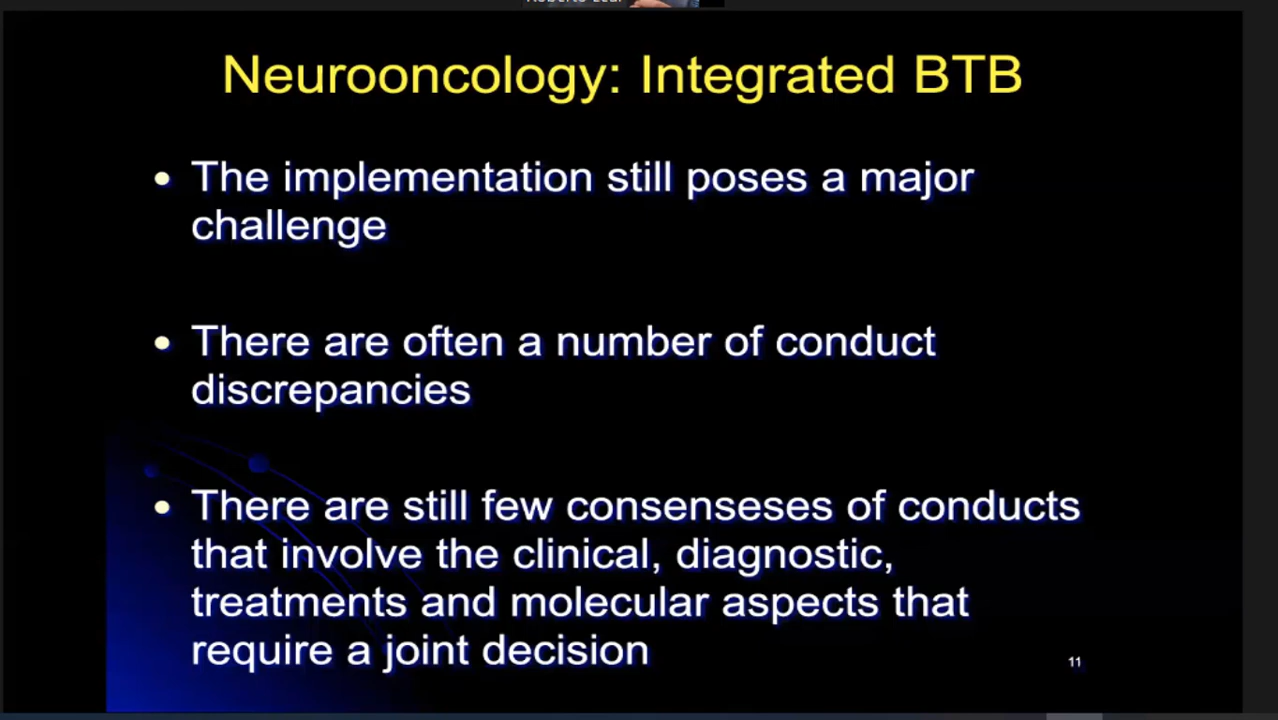 Neurooncology: Integrated BTB
• The implementation still poses a major
challenge
• There are often a number of conduct
discrepancies
• There are still few consenseses of conducts
that involve the clinical, diagnostic,
treatments and molecular aspects that
require a joint decision
11